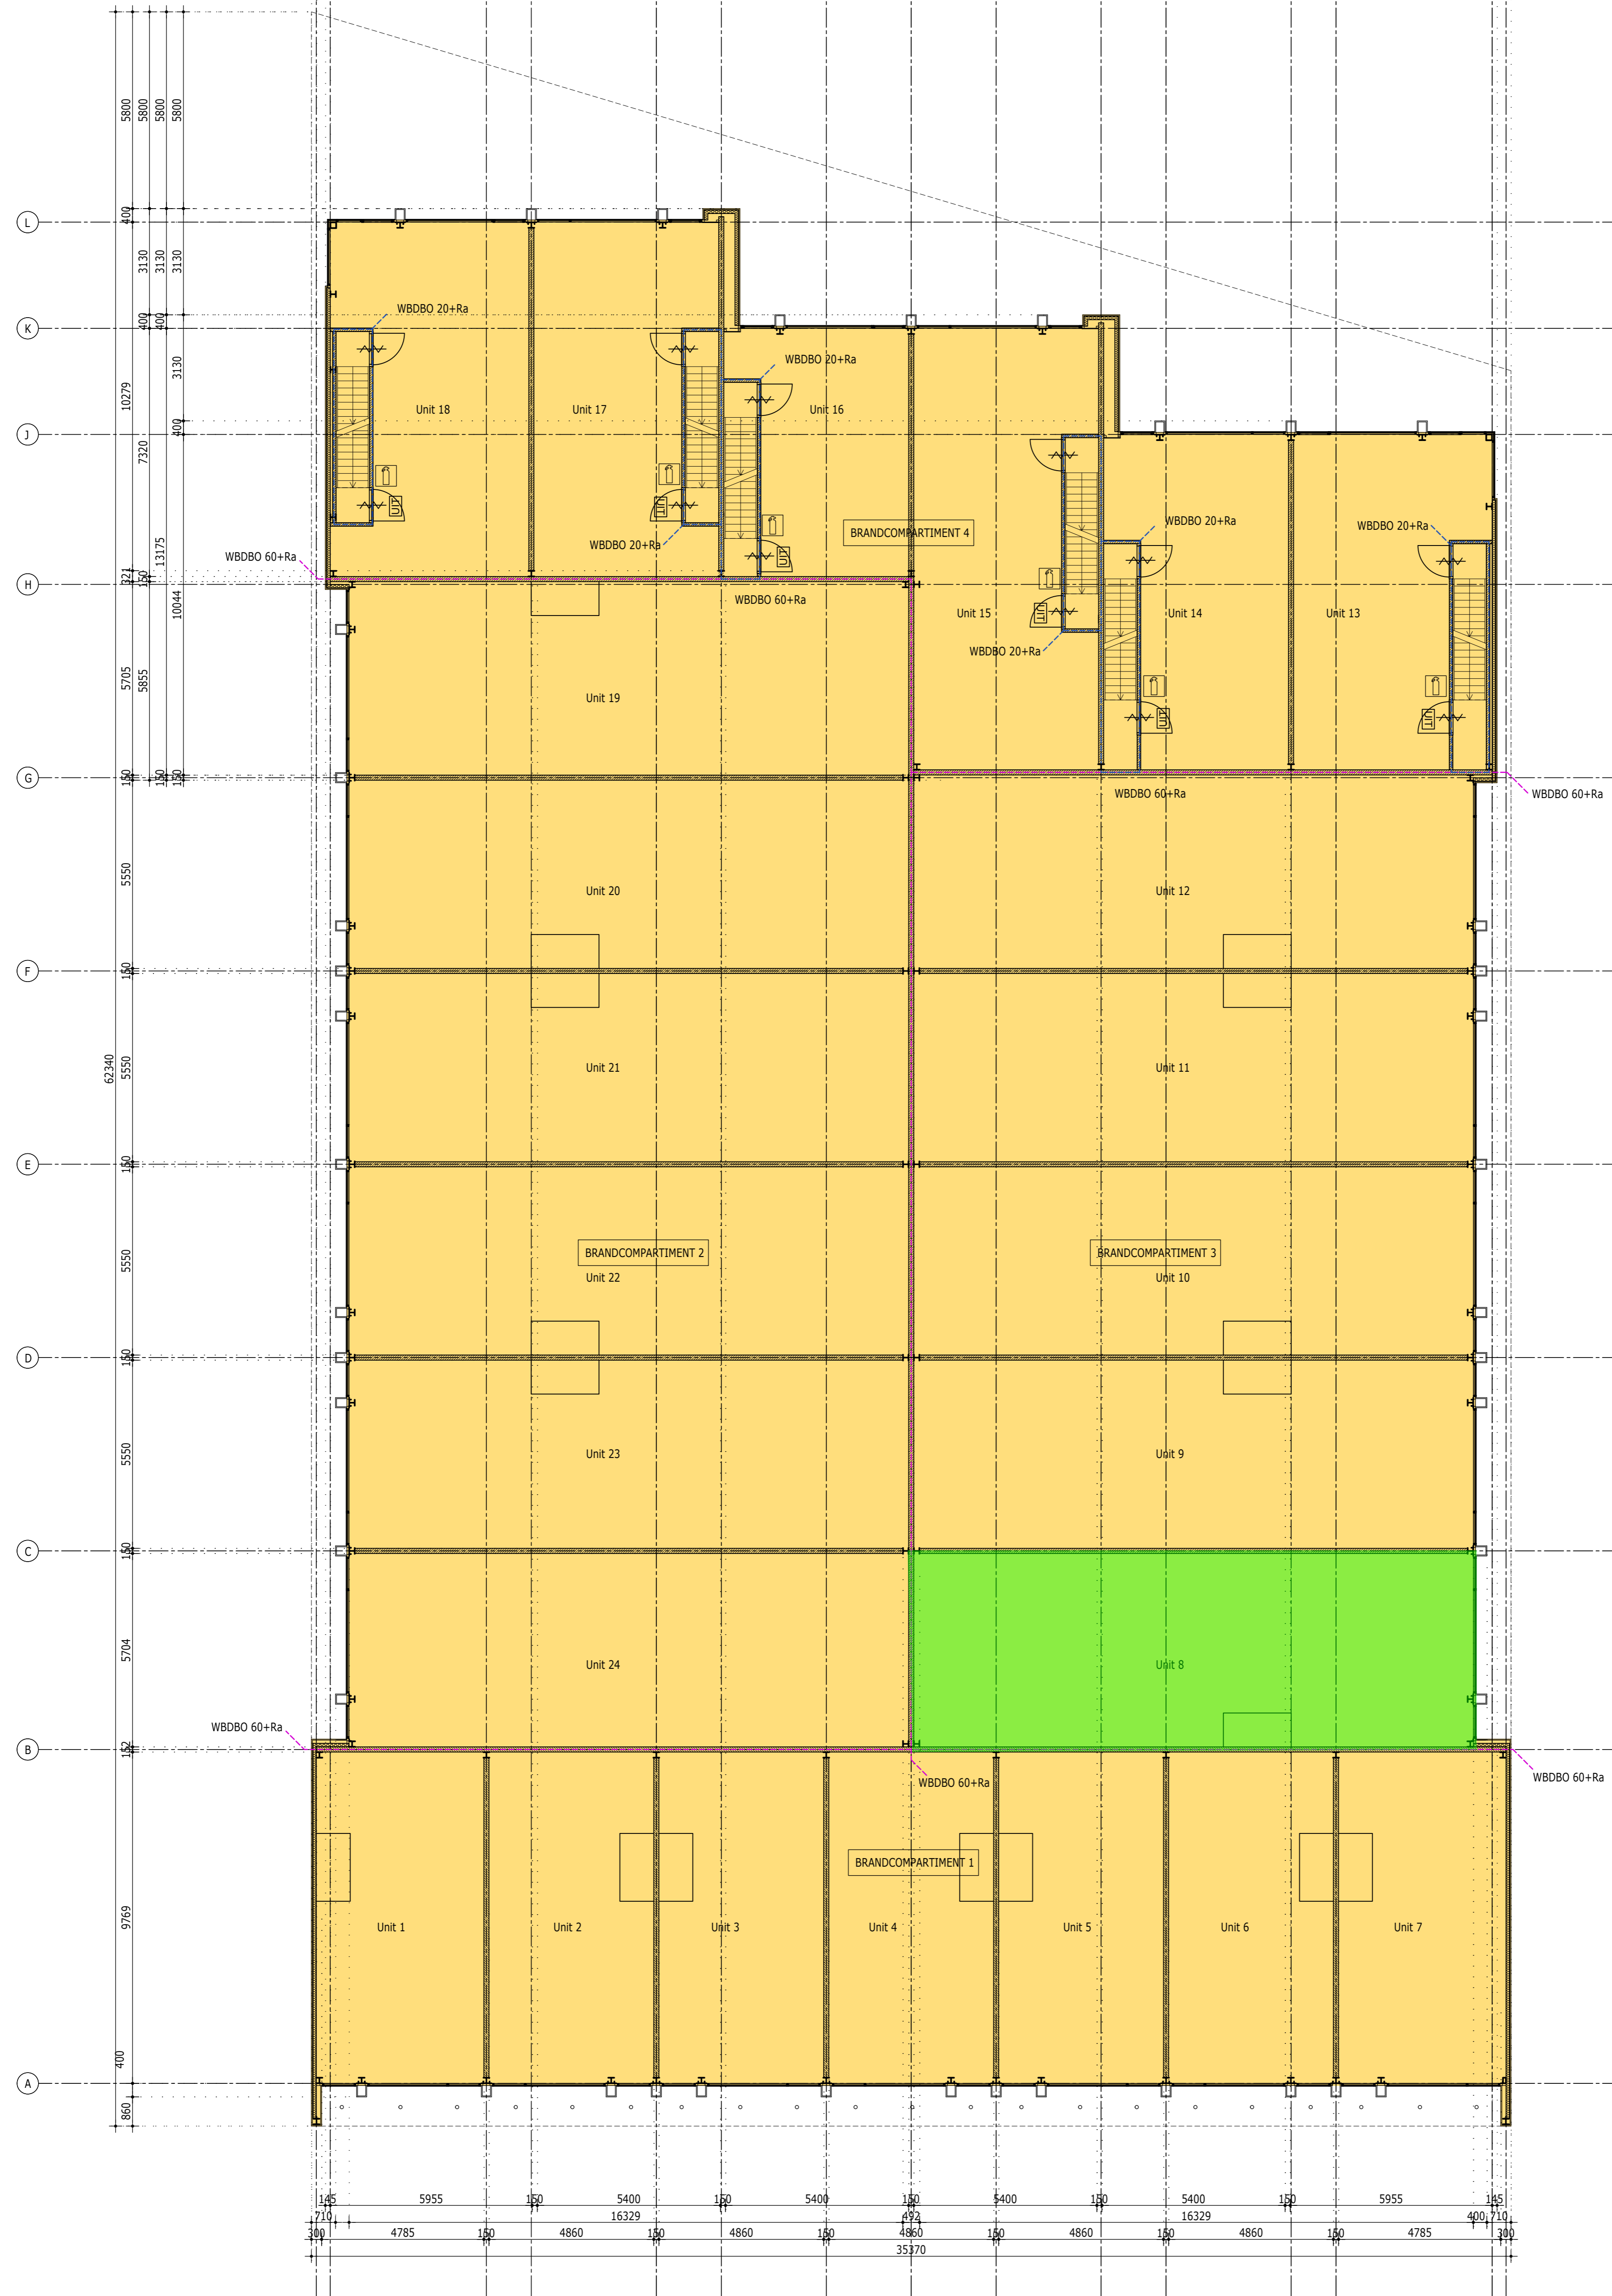 5800
5800
5800
5800
L
400
3130
3130
3130
WBDBO 20+Ra
K
400
400
WBDBO 20+Ra
3130
10279
Unit 18
Unit 17
Unit 16
J
400
7320
UIT
UIT
WBDBO 20+Ra
WBDBO 20+Ra
BRANDCOMPARTIMENT 4
WBDBO 20+Ra
13175
WBDBO 60+Ra
UIT
321
150
H
WBDBO 60+Ra
10044
Unit 15
UIT
Unit 14
Unit 13
WBDBO 20+Ra
5705
5855
Unit 19
UIT
UIT
G
150
150
150
WBDBO 60+Ra
WBDBO 60+Ra
5550
Unit 20
Unit 12
F
150
62340
5550
Unit 21
Unit 11
E
150
5550
BRANDCOMPARTIMENT 2
BRANDCOMPARTIMENT 3
Unit 22
Unit 10
D
150
5550
Unit 23
Unit 9
C
150
5704
Unit 24
Unit 8
WBDBO 60+Ra
B
152
WBDBO 60+Ra
WBDBO 60+Ra
BRANDCOMPARTIMENT 1
9769
Unit 1
Unit 2
Unit 3
Unit 4
Unit 5
Unit 6
Unit 7
400
A
860
145 5955 150 5400 150 5400 150 5400 150 5400 150 5955 145
710 16329 492 16329 400 710
300 4785 150 4860 150 4860 150 4860 150 4860 150 4860 150 4785 300
35370